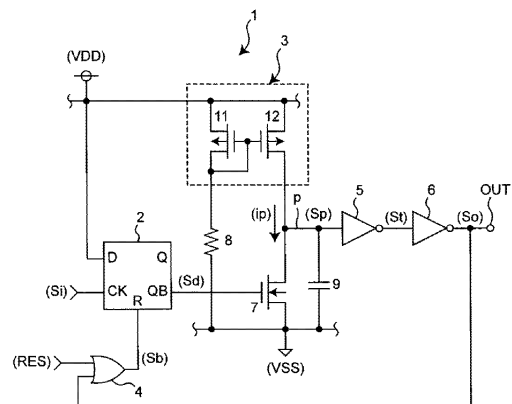 1
(VDD)
3
11
12
2
8
(ip)
p
(Sp)
5
(St)
6
(So)
OUT
D
Q
(Si)
CK
QB
(Sd)
R
7
9
(RES)
(Sb)
4
(VSS)